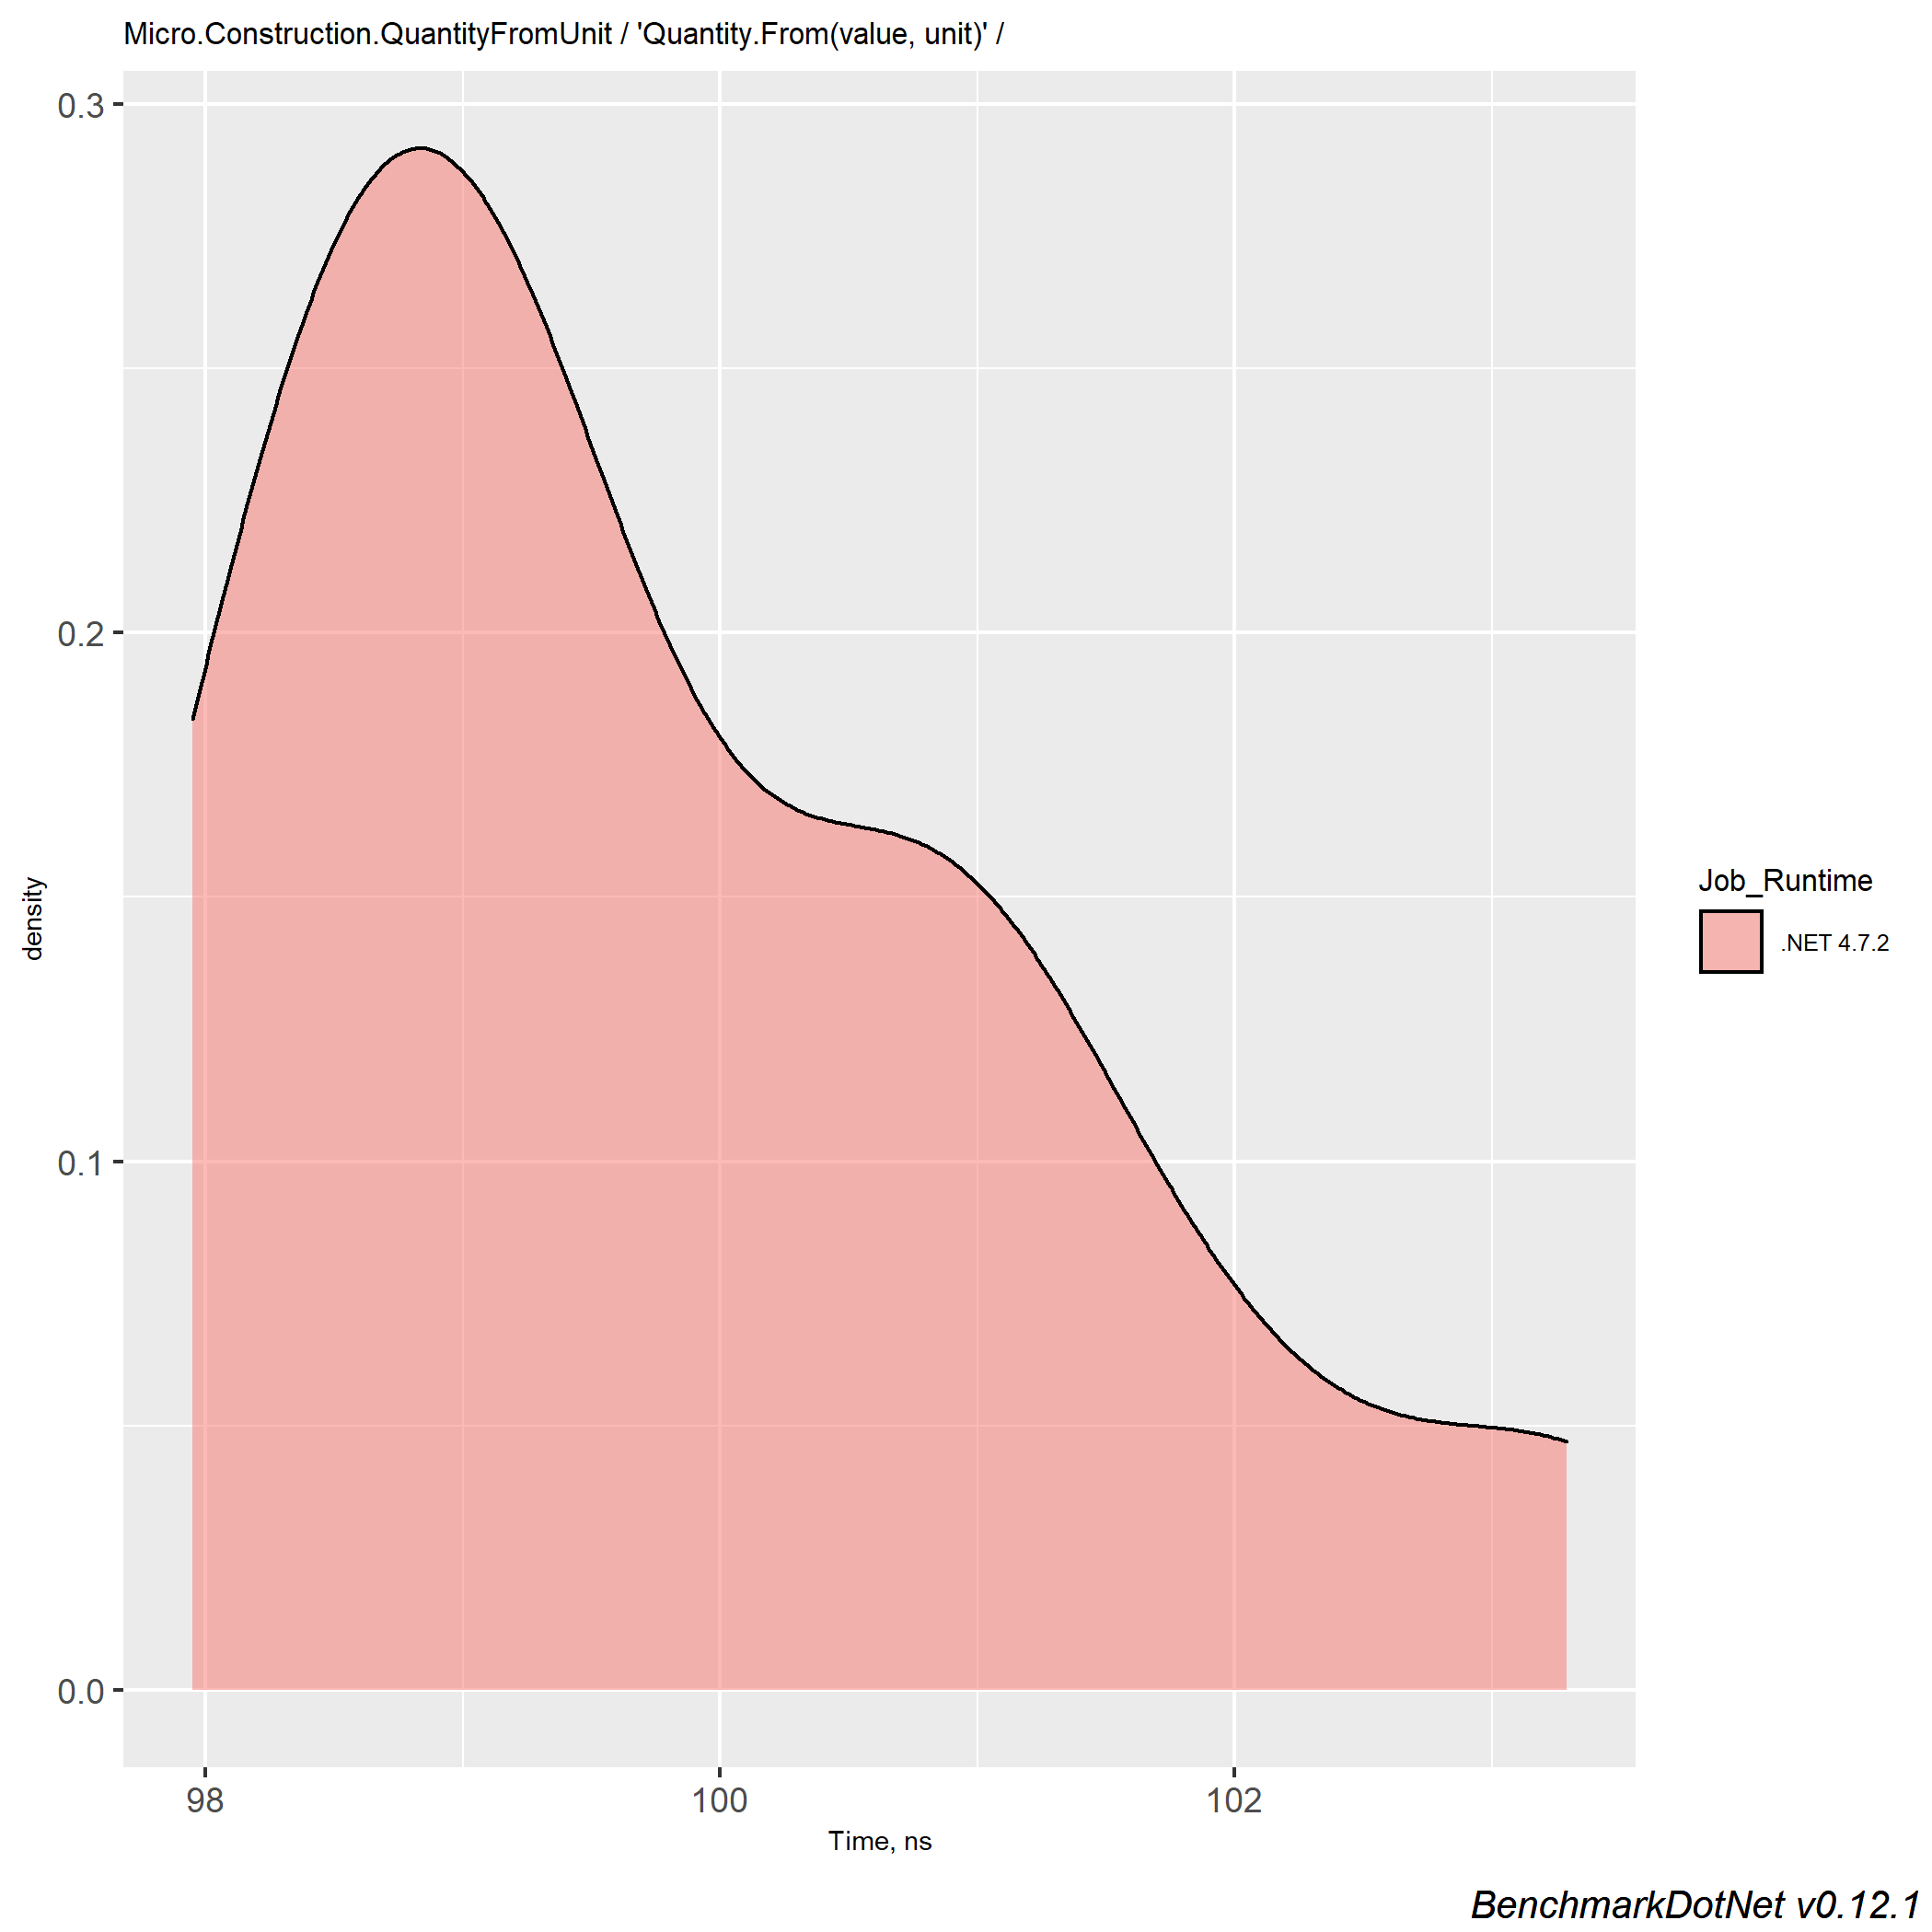 Micro.Construction.QuantityFromUnit / 'Quantity.From(value, unit)' /
0.3
0.2
0.1
0.0
density
98 100 102
Time, ns
Job_Runtime
.NET 4.7.2
BenchmarkDotNet v0.12.1